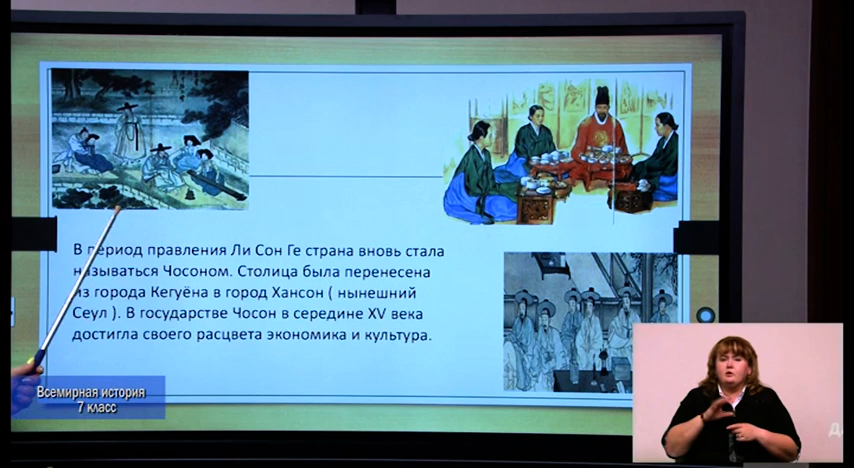 В период правления Ли Сон Ге страна вновь стала
называться Чосоном. Столица была перенесена
из города Кегуёна в город Хансон ( нынешний
Сеул ). В государстве Чосон в середине XV века
достигла своего расцвета экономика и культура.
Всемирная история
7 класс